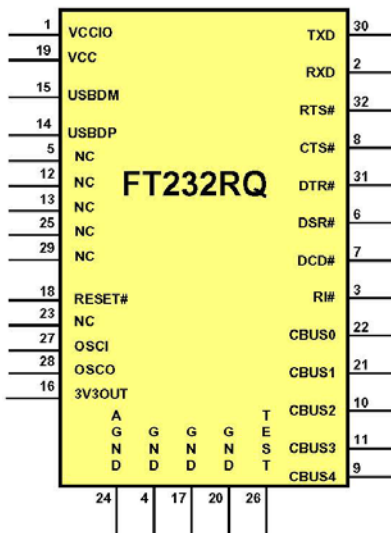 1 VCCIO TXD 30
19 VCC
RXD 2
15 USBDM
RTS# 32
14 USBDP
5 NC CTS# 8
12 NC
FT232RQ
DTR# 31
13 NC
25 NC DSR# 6
29 NC
DCD# 7
18 RESET# RI# 3
23 NC
27 OSCI CBUS0 22
28 OSCO CBUS1 21
16 3V3OUT
CBUS2 10
CBUS3 11
CBUS4 9
AGND GND GND GND TEST
24 4 17 20 26